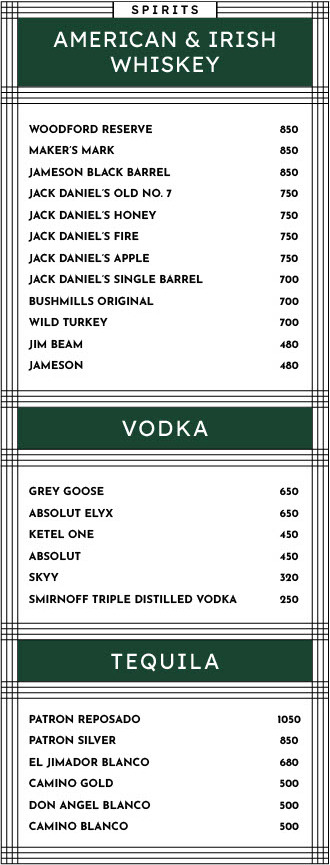 SPIRITS
AMERICAN & IRISH
WHISKEY
WOODFORD RESERVE 850
MAKER'S MARK 850
JAMESON BLACK BARREL 850
JACK DANIEL'S OLD NO. 7 750
JACK DANIEL'S HONEY 750
JACK DANIEL'S FIRE 750
JACK DANIEL'S APPLE 750
JACK DANIEL'S SINGLE BARREL 700
BUSHMILLS ORIGINAL 700
WILD TURKEY 700
JIM BEAM 480
JAMESON 480
VODKA
GREY GOOSE 650
ABSOLUT ELYX 650
KETEL ONE 450
ABSOLUT 450
SKYY 320
SMIRNOFF TRIPLE DISTILLED VODKA 250
TEQUILA
PATRON REPOSADO 1050
PATRON SILVER 850
EL JIMADOR BLANCO 680
CAMINO GOLD 500
DON ANGEL BLANCO 500
CAMINO BLANCO 500